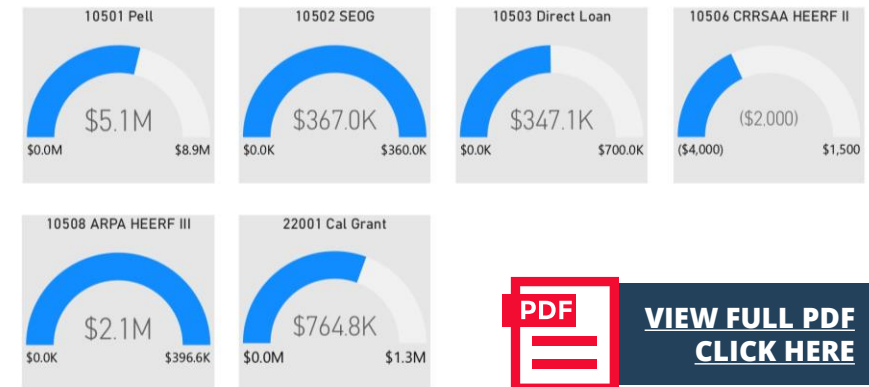 10501 Pell
$5.1M
$0.0M
$8.9M
10502 SEOG
$367.0K
$0.0K
$360.0K
10503 Direct Loan
$347.1K
$0.0K
$700.0K
10506 CRRSAA HEERF II
($2,000)
($4,000)
$1,500
10508 ARPA HEERF III
$2.1M
$0.0K
$396.6K
22001 Cal Grant
$764.8K
$0.0M
$1.3M
PDF
VIEW FULL PDF
CLICK HERE